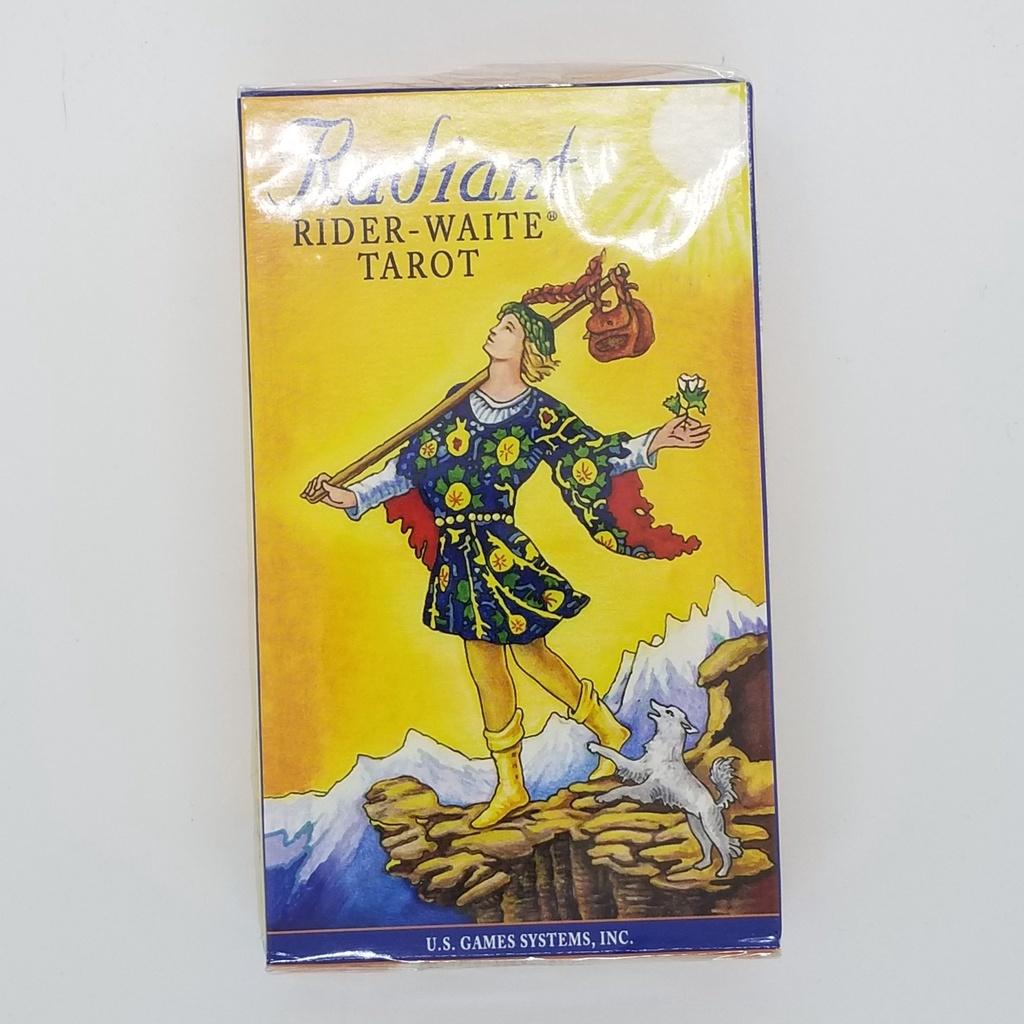 Radiant
RIDER-WAITE®
TAROT
U.S. GAMES SYSTEMS, INC.